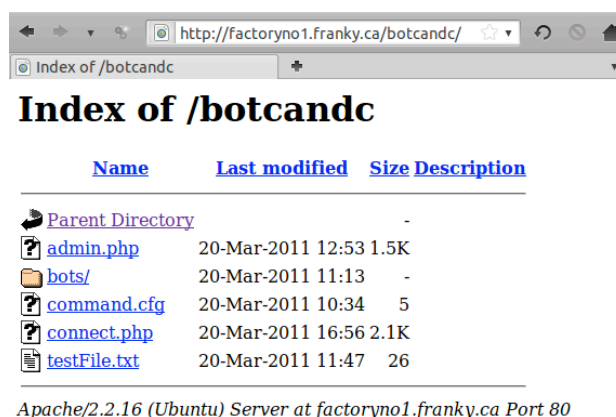 http://factoryno1.franky.ca/botcandc/
Index of /botcandc
Index of /botcandc
Name Last modified Size Description
Parent Directory -
admin.php 20-Mar-2011 12:53 1.5K
bots/ 20-Mar-2011 11:13 -
command.cfg 20-Mar-2011 10:34 5
connect.php 20-Mar-2011 16:56 2.1K
testFile.txt 20-Mar-2011 11:47 26
Apache/2.2.16 (Ubuntu) Server at factoryno1.franky.ca Port 80